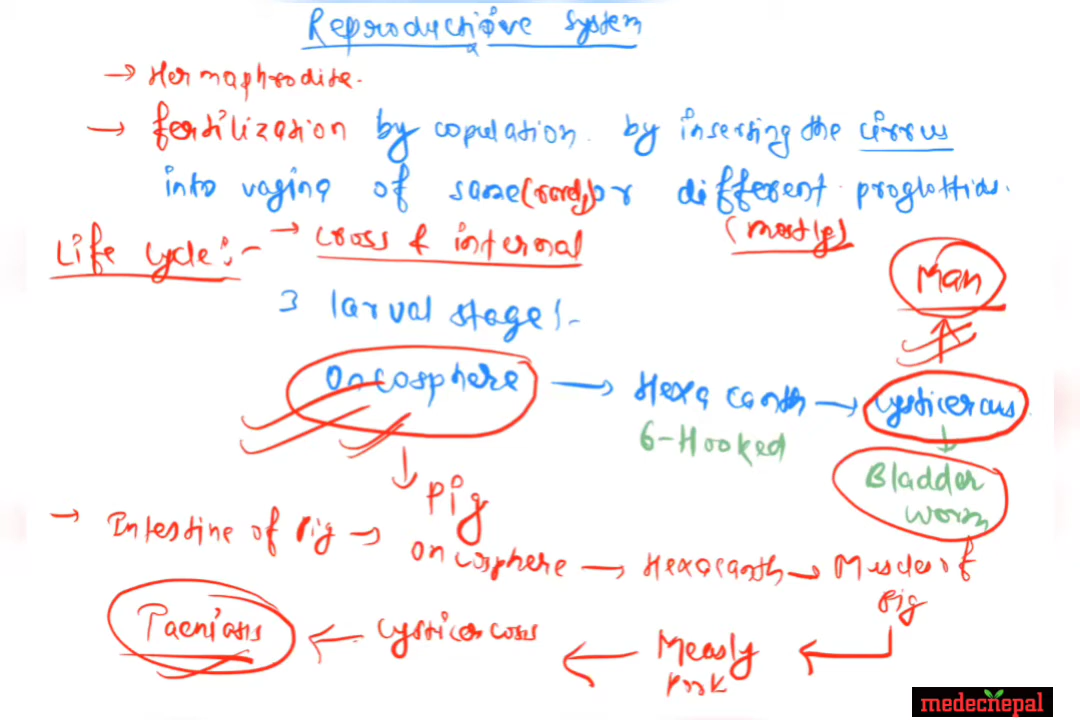 Reproductive system
→ Hermaphrodite.
→ fertilization by copulation. by inserting the cirrus
into vagina of same (rarely) or different proglottids.
(mostly)
Life Cycle:- → Cross & internal
Man
3 larval stage:-
Oncosphere → Hexacanth → Cysticercus
6-Hooked
Bladder
worm
Pig
→ Intestine of Pig → Oncosphere → Hexacanth → Muscles of
Pig
Taeniasis ← Cysticercosis ← Measly ←
Pork
medecnepal